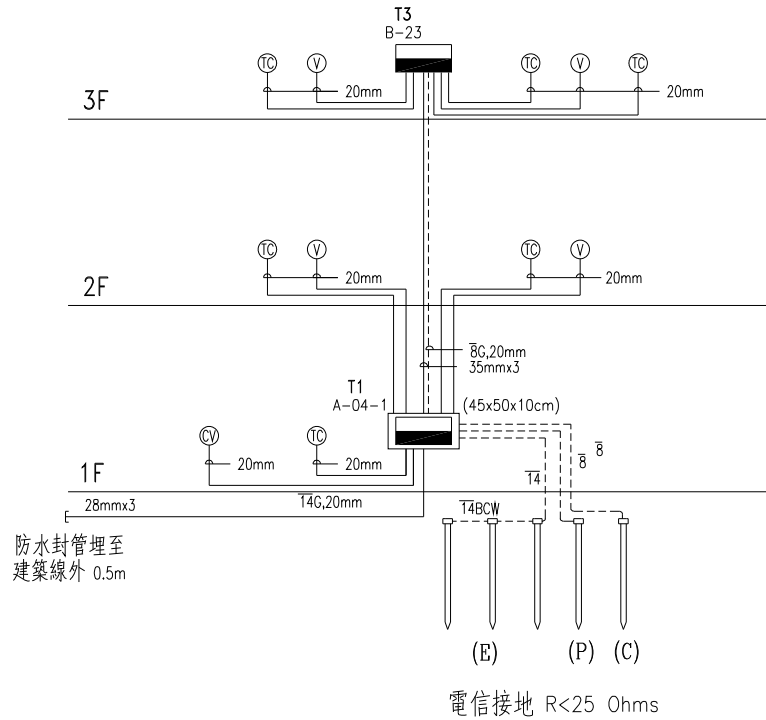 T3
B-23
TC
V
TC
V
TC
20mm
20mm
3F
TC
V
TC
V
20mm
20mm
2F
8G,20mm
35mmx3
T1
A-04-1
(45x50x10cm)
CV
TC
20mm
20mm
8
8
14
1F
28mmx3
14G,20mm
14BCW
防水封管埋至
建築線外 0.5m
(E)
(P)
(C)
電信接地 R<25 Ohms